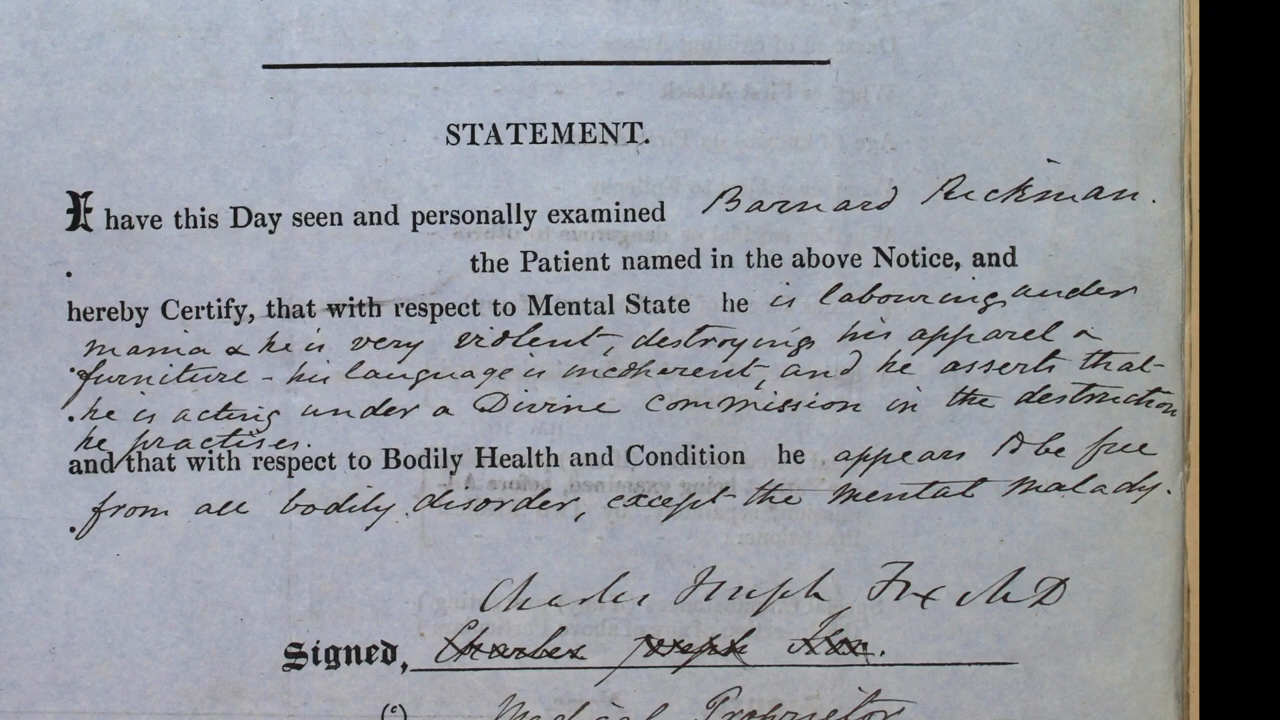 STATEMENT.
I have this Day seen and personally examined Barnard Rickman.
the Patient named in the above Notice, and
hereby Certify, that with respect to Mental State he is labouring under
mania & he is very violent, destroying his apparel &
furniture - his language is incoherent, and he asserts that
he is acting under a Divine Commission in the destruction
he practises.
and that with respect to Bodily Health and Condition he appears to be free
from all bodily disorder, except the mental malady.
Charles Joseph Fox MD
Signed, Charles Joseph Fox.
(c) Medical Proprietor